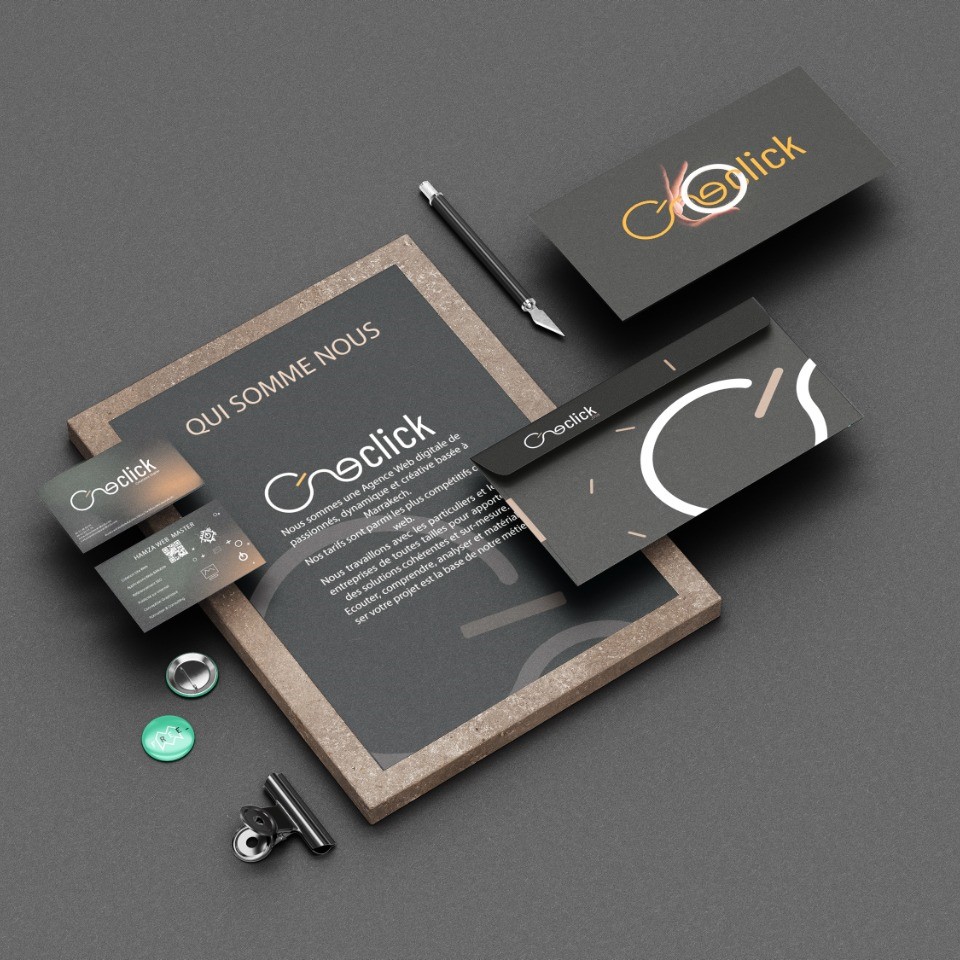 Oneclick
QUI SOMME NOUS
Oneclick
Nous sommes une Agence Web digitale de
passionnés, dynamique et créative basée à
Marrakech.
Nos tarifs sont parmi les plus compétitifs
web.
Nous travaillons avec les particuliers et
entreprises de toutes tailles pour
des solutions cohérentes et sur-mesure.
Ecouter, comprendre, analyser et
ser votre projet est la base de notre
Oneclick
Oneclick
HAMZA WEB MASTER